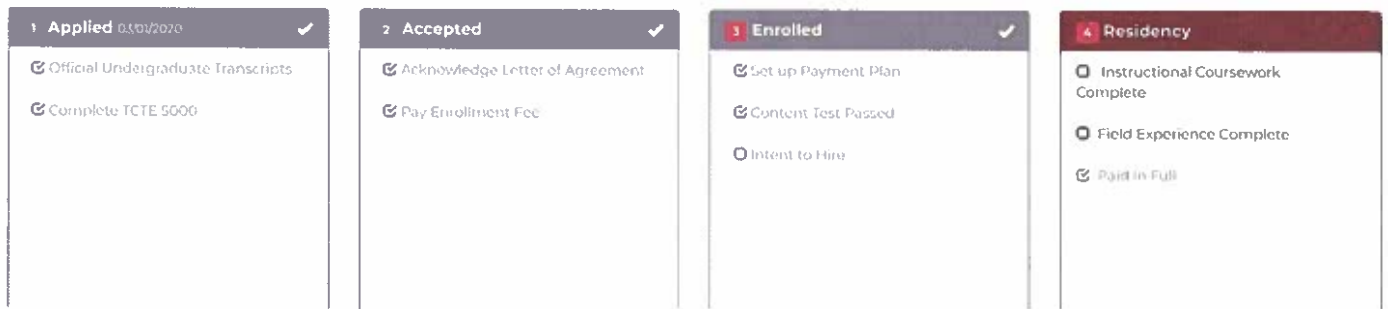 1 Applied 03/01/2020
Official Undergraduate Transcripts
Complete TCTE 5000
2 Accepted
Acknowledge Letter of Agreement
Pay Enrollment Fee
3 Enrolled
Set up Payment Plan
Content Test Passed
Intent to Hire
4 Residency
Instructional Coursework
Complete
Field Experience Complete
Paid in Full